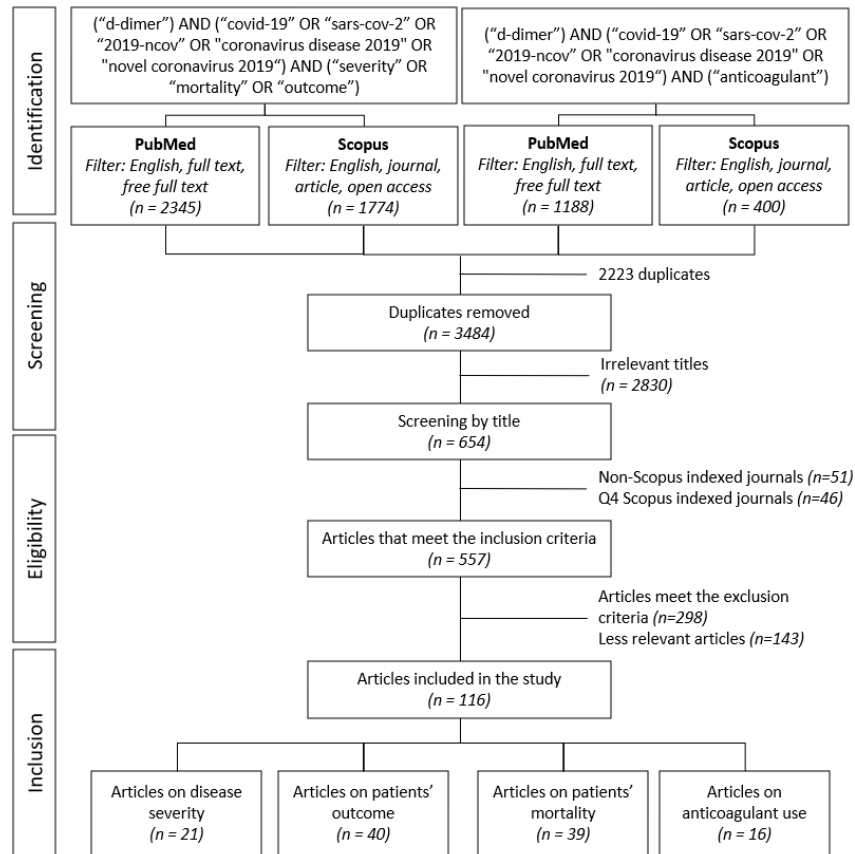 Identification
(“d-dimer”) AND (“covid-19” OR “sars-cov-2” OR
“2019-ncov” OR "coronavirus disease 2019" OR
"novel coronavirus 2019“) AND (“severity” OR
“mortality” OR “outcome”)
(“d-dimer”) AND (“covid-19” OR “sars-cov-2” OR
“2019-ncov” OR "coronavirus disease 2019" OR
"novel coronavirus 2019“) AND (“anticoagulant”)
PubMed
Filter: English, full text,
free full text
(n = 2345)
Scopus
Filter: English, journal,
article, open access
(n = 1774)
PubMed
Filter: English, full text,
free full text
(n = 1188)
Scopus
Filter: English, journal,
article, open access
(n = 400)
Screening
2223 duplicates
Duplicates removed
(n = 3484)
Irrelevant titles
(n = 2830)
Screening by title
(n = 654)
Eligibility
Non-Scopus indexed journals (n=51)
Q4 Scopus indexed journals (n=46)
Articles that meet the inclusion criteria
(n = 557)
Articles meet the exclusion
criteria (n=298)
Less relevant articles (n=143)
Inclusion
Articles included in the study
(n = 116)
Articles on disease
severity
(n = 21)
Articles on patients’
outcome
(n = 40)
Articles on patients’
mortality
(n = 39)
Articles on
anticoagulant use
(n = 16)